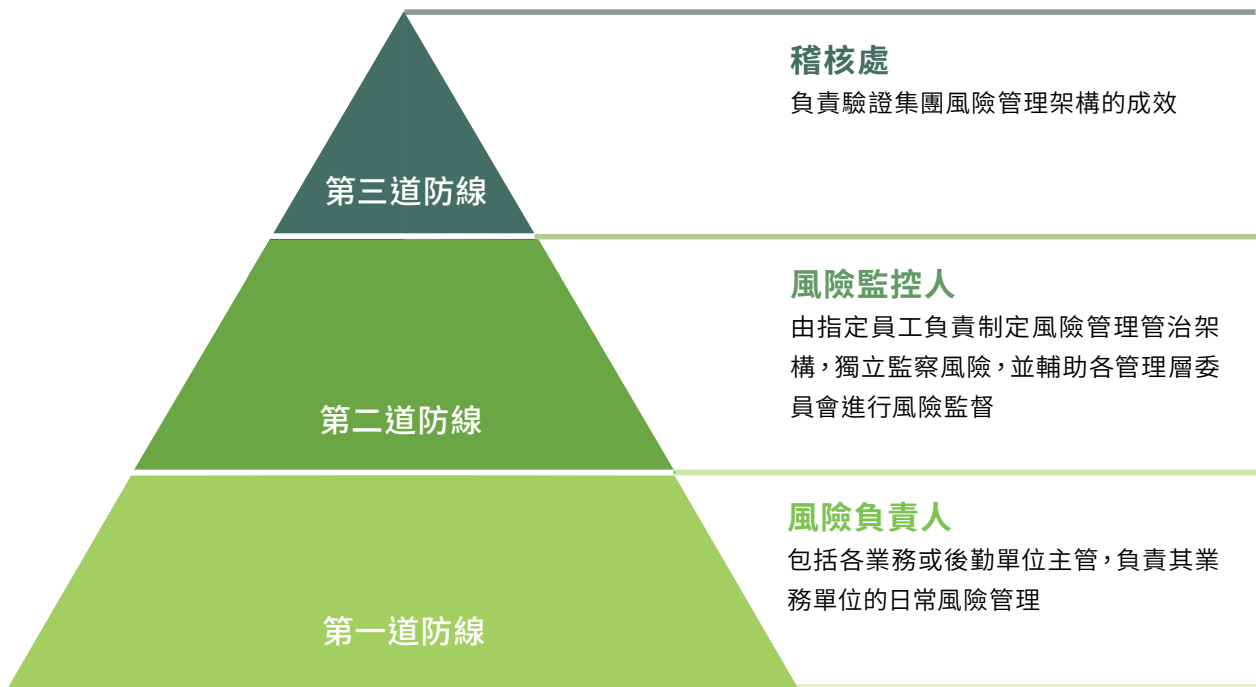 稽核處
負責驗證集團風險管理架構的成效
第三道防線
風險監控人
由指定員工負責制定風險管理管治架
構，獨立監察風險，並輔助各管理層委
員會進行風險監督
第二道防線
風險負責人
包括各業務或後勤單位主管，負責其業
務單位的日常風險管理
第一道防線